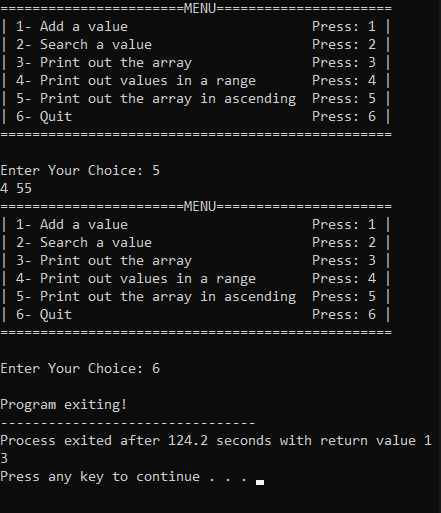 =======================MENU======================
| 1- Add a value                       Press: 1 |
| 2- Search a value                    Press: 2 |
| 3- Print out the array               Press: 3 |
| 4- Print out values in a range       Press: 4 |
| 5- Print out the array in ascending  Press: 5 |
| 6- Quit                              Press: 6 |
=================================================
Enter Your Choice: 5
4 55
=======================MENU======================
| 1- Add a value                       Press: 1 |
| 2- Search a value                    Press: 2 |
| 3- Print out the array               Press: 3 |
| 4- Print out values in a range       Press: 4 |
| 5- Print out the array in ascending  Press: 5 |
| 6- Quit                              Press: 6 |
=================================================
Enter Your Choice: 6
Program exiting!
--------------------------------
Process exited after 124.2 seconds with return value 1
3
Press any key to continue . . .